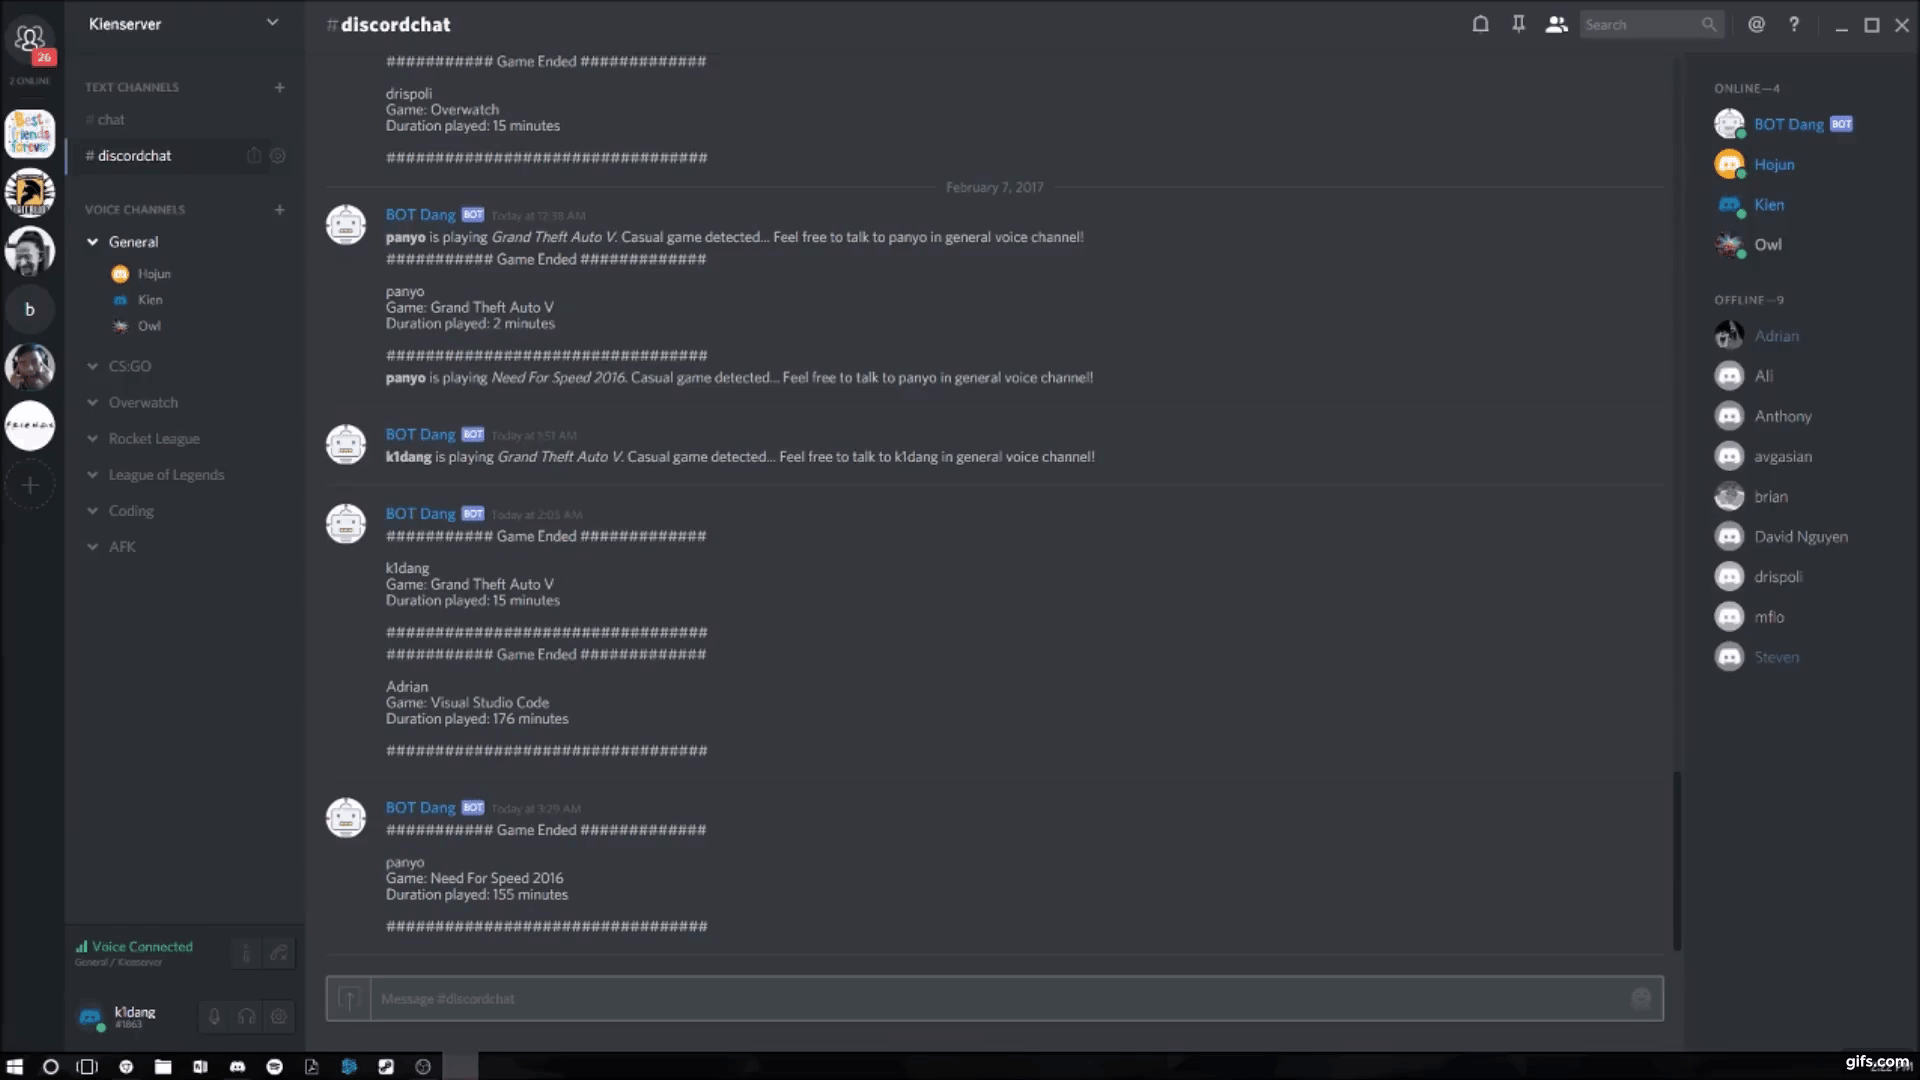 Kienserver
#discordchat
Search
26
2 ONLINE
TEXT CHANNELS
# chat
# discordchat
VOICE CHANNELS
General
Hojun
Kien
Owl
CS:GO
Overwatch
Rocket League
League of Legends
Coding
AFK
Best
friends
forever
b
FRIENDS
Voice Connected
General / Kienserver
k1dang
#1863
########### Game Ended #############
drispoli
Game: Overwatch
Duration played: 15 minutes
#################################
February 7, 2017
BOT Dang BOT Today at 12:38 AM
panyo is playing Grand Theft Auto V. Casual game detected... Feel free to talk to panyo in general voice channel!
########### Game Ended #############
panyo
Game: Grand Theft Auto V
Duration played: 2 minutes
#################################
panyo is playing Need For Speed 2016. Casual game detected... Feel free to talk to panyo in general voice channel!
BOT Dang BOT Today at 1:51 AM
k1dang is playing Grand Theft Auto V. Casual game detected... Feel free to talk to k1dang in general voice channel!
BOT Dang BOT Today at 2:05 AM
########### Game Ended #############
k1dang
Game: Grand Theft Auto V
Duration played: 15 minutes
#################################
########### Game Ended #############
Adrian
Game: Visual Studio Code
Duration played: 176 minutes
#################################
BOT Dang BOT Today at 3:29 AM
########### Game Ended #############
panyo
Game: Need For Speed 2016
Duration played: 155 minutes
#################################
Message #discordchat
ONLINE—4
BOT Dang BOT
Hojun
Kien
Owl
OFFLINE—9
Adrian
Ali
Anthony
avgasian
brian
David Nguyen
drispoli
mflo
Steven
gifs.com